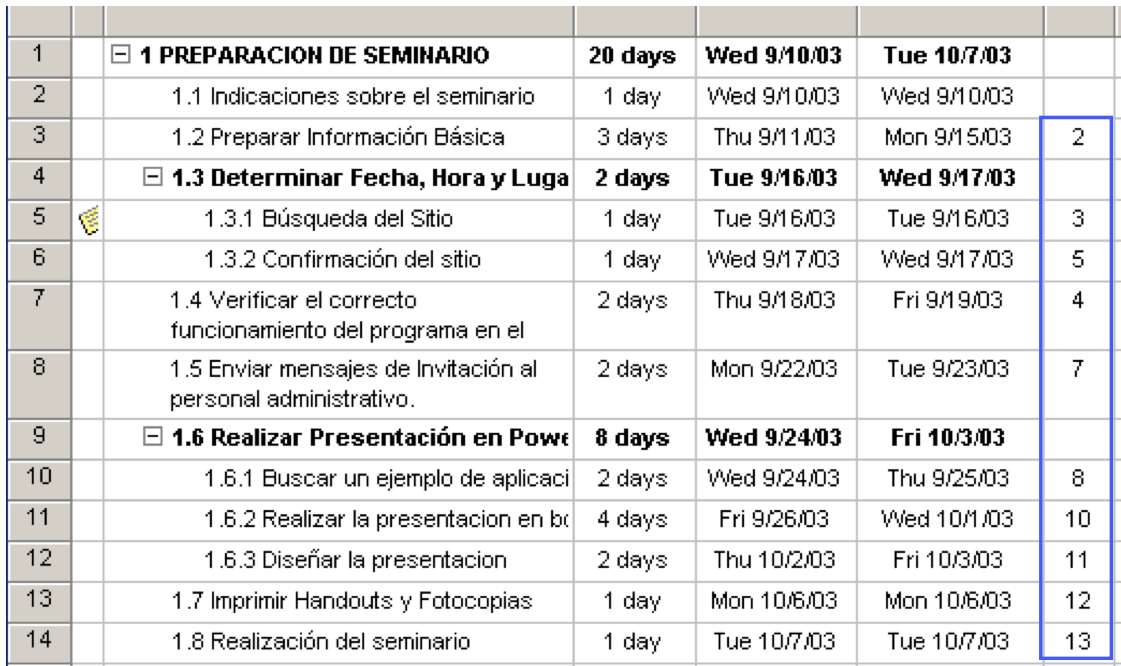 1 1 PREPARACION DE SEMINARIO 20 days Wed 9/10/03 Tue 10/7/03
2 1.1 Indicaciones sobre el seminario 1 day Wed 9/10/03 Wed 9/10/03
3 1.2 Preparar Información Básica 3 days Thu 9/11/03 Mon 9/15/03 2
4 1.3 Determinar Fecha, Hora y Luga 2 days Tue 9/16/03 Wed 9/17/03
5 1.3.1 Búsqueda del Sitio 1 day Tue 9/16/03 Tue 9/16/03 3
6 1.3.2 Confirmación del sitio 1 day Wed 9/17/03 Wed 9/17/03 5
7 1.4 Verificar el correcto 2 days Thu 9/18/03 Fri 9/19/03 4
funcionamiento del programa en el
8 1.5 Enviar mensajes de Invitación al 2 days Mon 9/22/03 Tue 9/23/03 7
personal administrativo.
9 1.6 Realizar Presentación en Powe 8 days Wed 9/24/03 Fri 10/3/03
10 1.6.1 Buscar un ejemplo de aplicaci 2 days Wed 9/24/03 Thu 9/25/03 8
11 1.6.2 Realizar la presentacion en bo 4 days Fri 9/26/03 Wed 10/1/03 10
12 1.6.3 Diseñar la presentacion 2 days Thu 10/2/03 Fri 10/3/03 11
13 1.7 Imprimir Handouts y Fotocopias 1 day Mon 10/6/03 Mon 10/6/03 12
14 1.8 Realización del seminario 1 day Tue 10/7/03 Tue 10/7/03 13